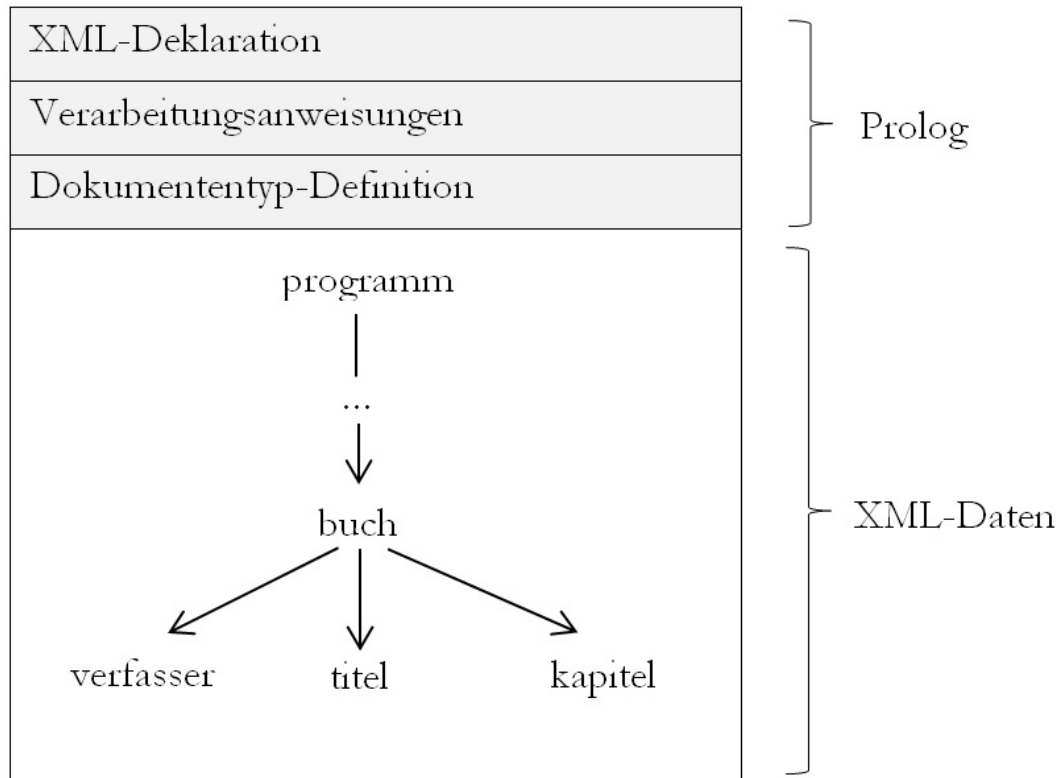 XML-Deklaration
Verarbeitungsanweisungen
Prolog
Dokumententyp-Definition
programm
...
buch
XML-Daten
verfasser titel kapitel